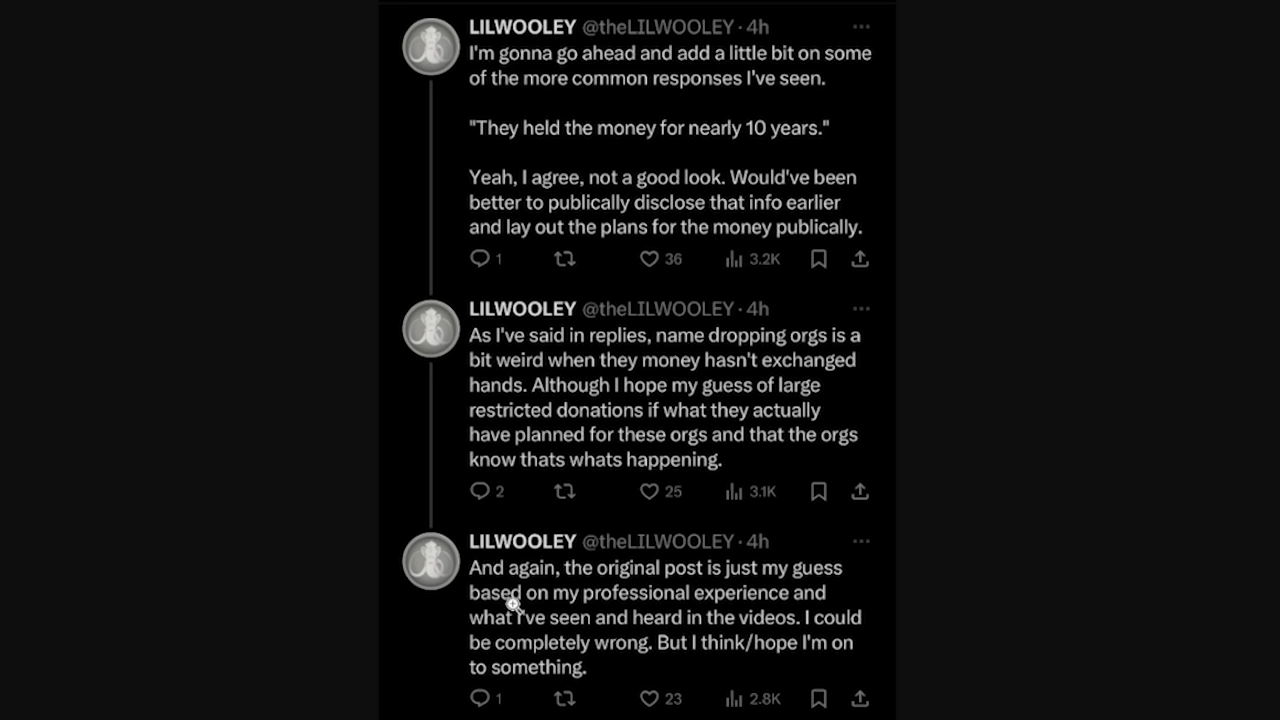 LILWOOLEY @theLILWOOLEY · 4h
I'm gonna go ahead and add a little bit on some
of the more common responses I've seen.
"They held the money for nearly 10 years."
Yeah, I agree, not a good look. Would've been
better to publically disclose that info earlier
and lay out the plans for the money publically.
1 36 3.2K
LILWOOLEY @theLILWOOLEY · 4h
As I've said in replies, name dropping orgs is a
bit weird when they money hasn't exchanged
hands. Although I hope my guess of large
restricted donations if what they actually
have planned for these orgs and that the orgs
know thats whats happening.
2 25 3.1K
LILWOOLEY @theLILWOOLEY · 4h
And again, the original post is just my guess
based on my professional experience and
what I've seen and heard in the videos. I could
be completely wrong. But I think/hope I'm on
to something.
1 23 2.8K